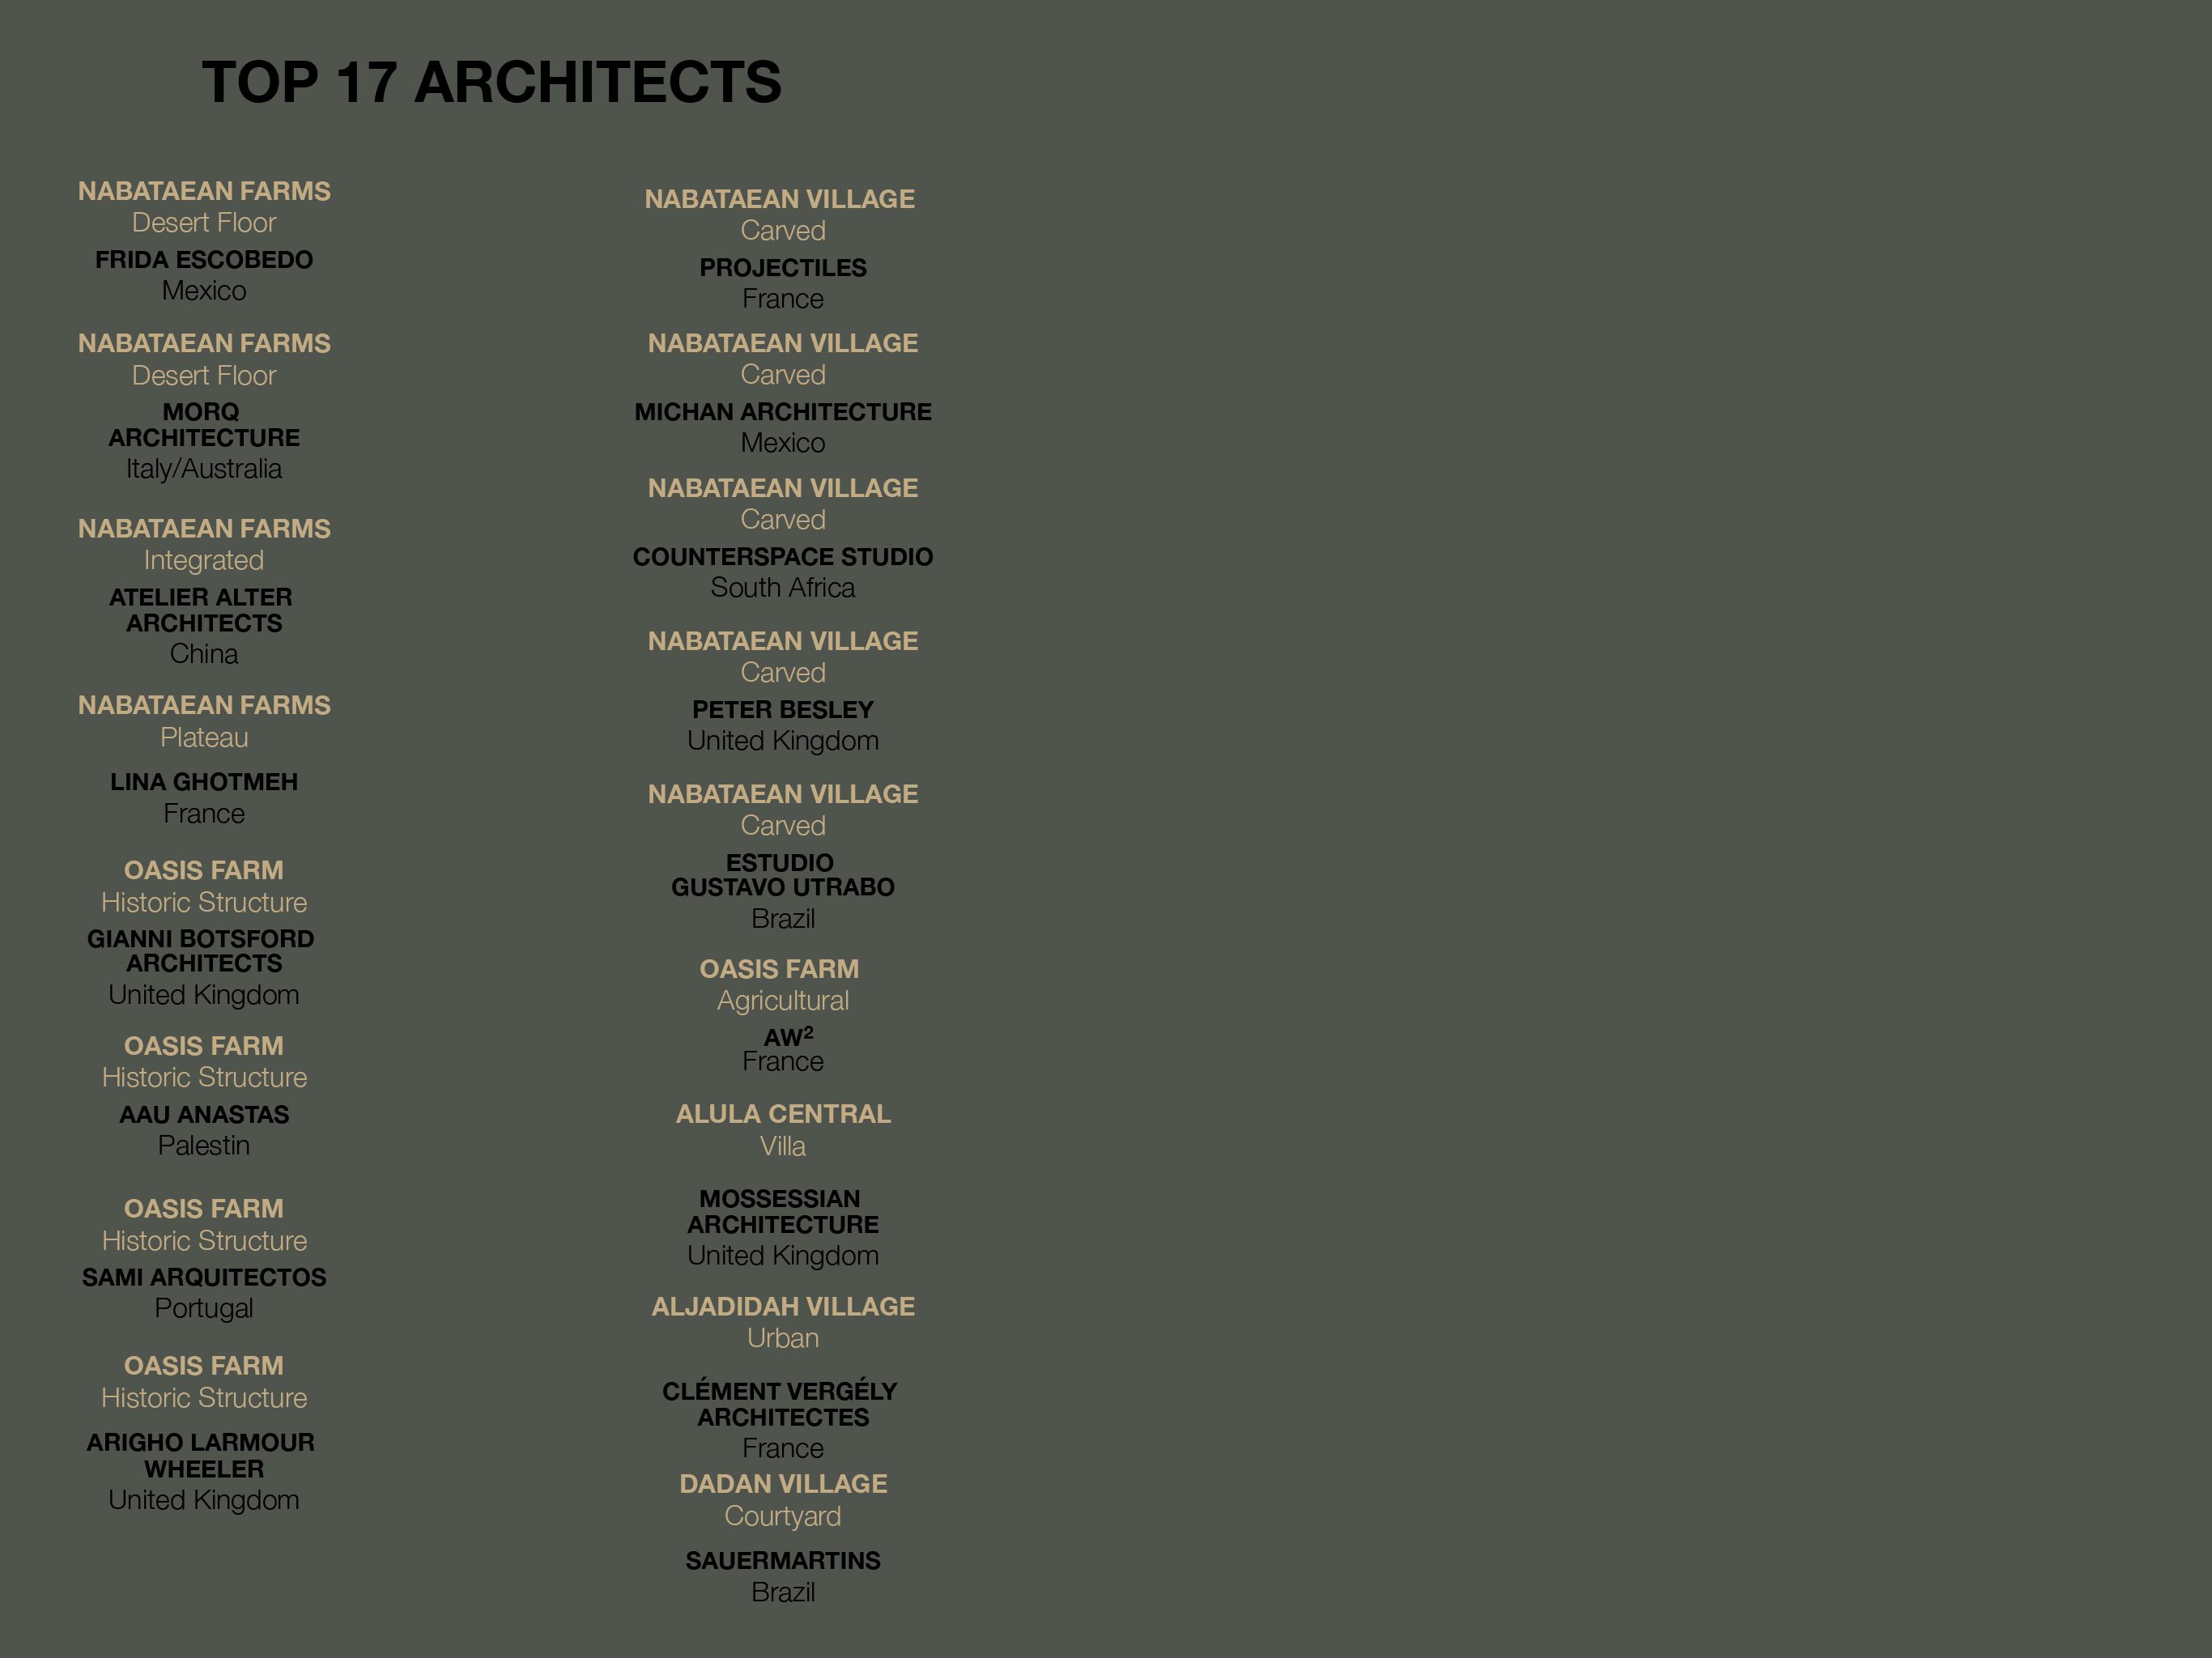 TOP 17 ARCHITECTS
NABATAEAN FARMS
Desert Floor
FRIDA ESCOBEDO
Mexico
NABATAEAN FARMS
Desert Floor
MORQ
ARCHITECTURE
Italy/Australia
NABATAEAN FARMS
Integrated
ATELIER ALTER
ARCHITECTS
China
NABATAEAN FARMS
Plateau
LINA GHOTMEH
France
OASIS FARM
Historic Structure
GIANNI BOTSFORD
ARCHITECTS
United Kingdom
OASIS FARM
Historic Structure
AAU ANASTAS
Palestin
OASIS FARM
Historic Structure
SAMI ARQUITECTOS
Portugal
OASIS FARM
Historic Structure
ARIGHO LARMOUR
WHEELER
United Kingdom
NABATAEAN VILLAGE
Carved
PROJECTILES
France
NABATAEAN VILLAGE
Carved
MICHAN ARCHITECTURE
Mexico
NABATAEAN VILLAGE
Carved
COUNTERSPACE STUDIO
South Africa
NABATAEAN VILLAGE
Carved
PETER BESLEY
United Kingdom
NABATAEAN VILLAGE
Carved
ESTUDIO
GUSTAVO UTRABO
Brazil
OASIS FARM
Agricultural
AW²
France
ALULA CENTRAL
Villa
MOSSESSIAN
ARCHITECTURE
United Kingdom
ALJADIDAH VILLAGE
Urban
CLÉMENT VERGÉLY
ARCHITECTES
France
DADAN VILLAGE
Courtyard
SAUERMARTINS
Brazil